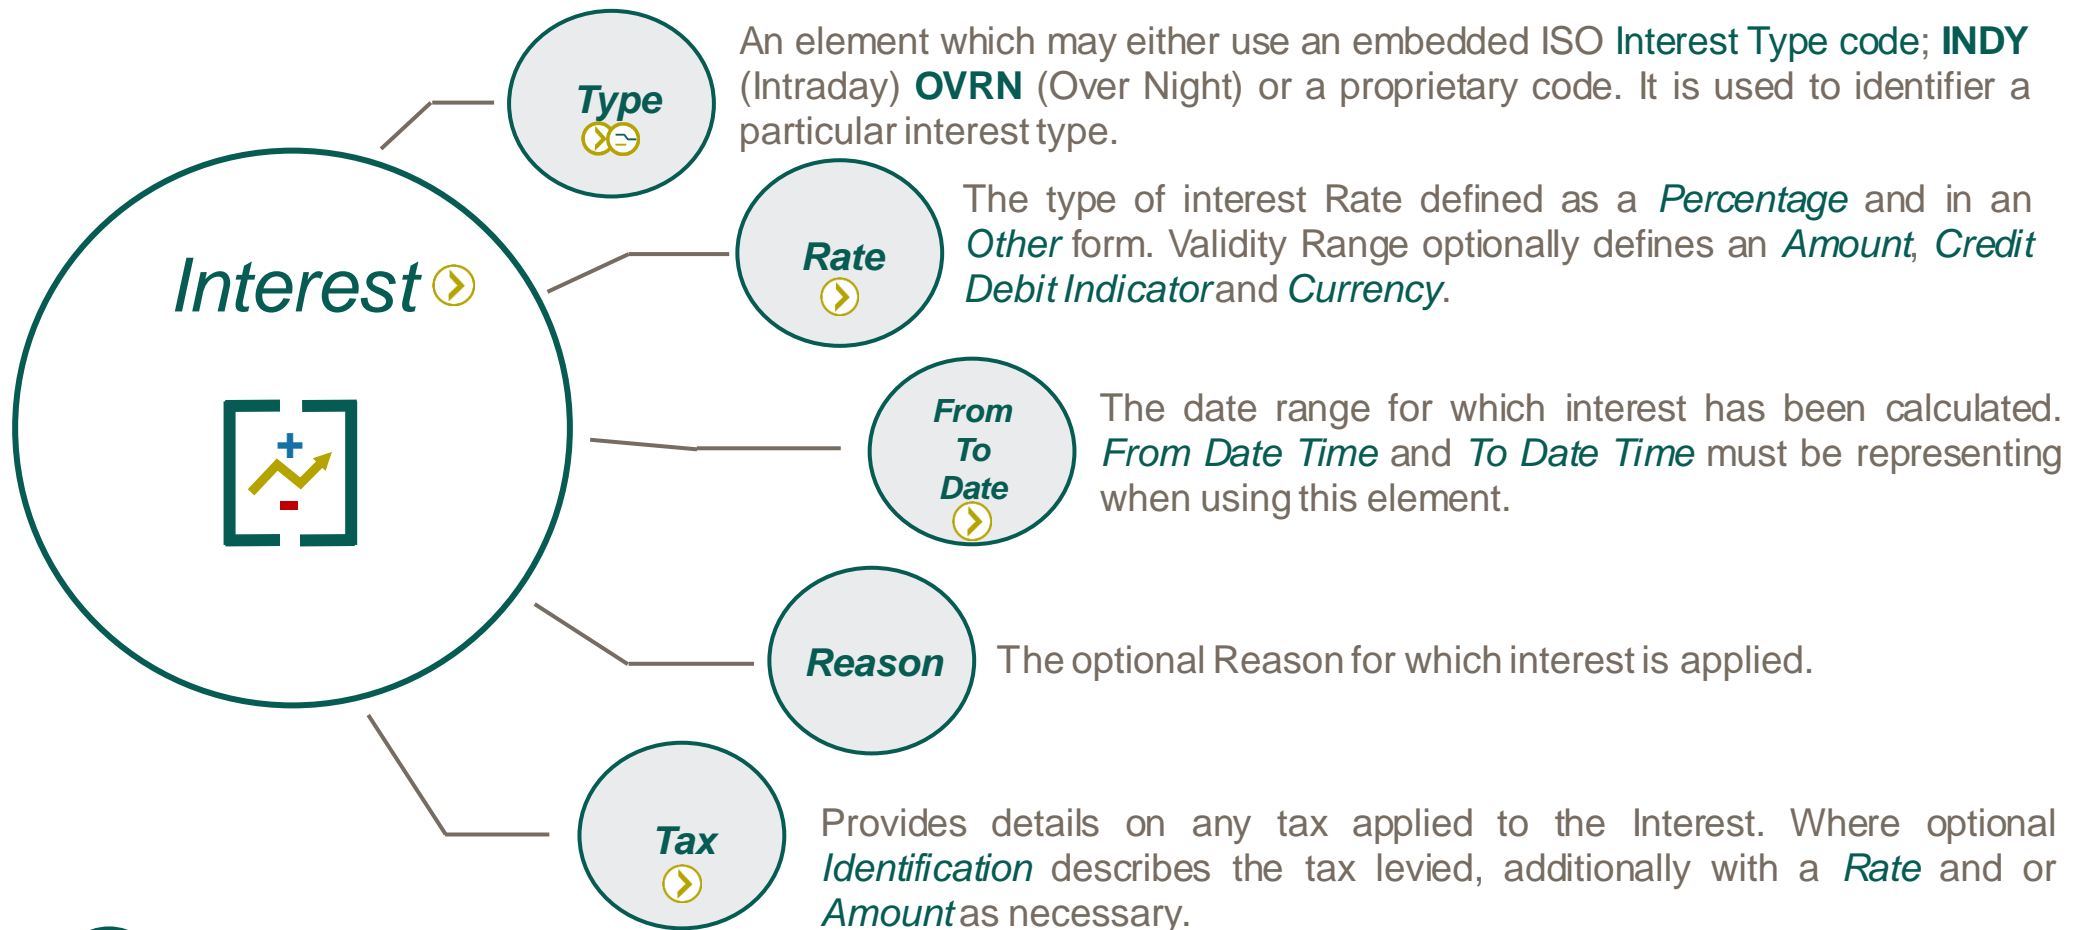 Interest
Type
An element which may either use an embedded ISO Interest Type code; INDY
(Intraday) OVRN (Over Night) or a proprietary code. It is used to identifier a
particular interest type.
Rate
The type of interest Rate defined as a Percentage and in an
Other form. Validity Range optionally defines an Amount, Credit
Debit Indicator and Currency.
From
To
Date
The date range for which interest has been calculated.
From Date Time and To Date Time must be representing
when using this element.
Reason
The optional Reason for which interest is applied.
Tax
Provides details on any tax applied to the Interest. Where optional
Identification describes the tax levied, additionally with a Rate and or
Amount as necessary.